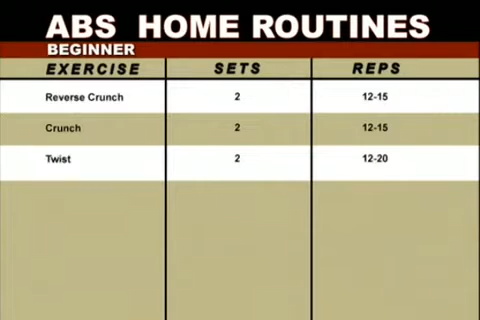 ABS HOME ROUTINES
BEGINNER
EXERCISE SETS REPS
Reverse Crunch 2 12-15
Crunch 2 12-15
Twist 2 12-20